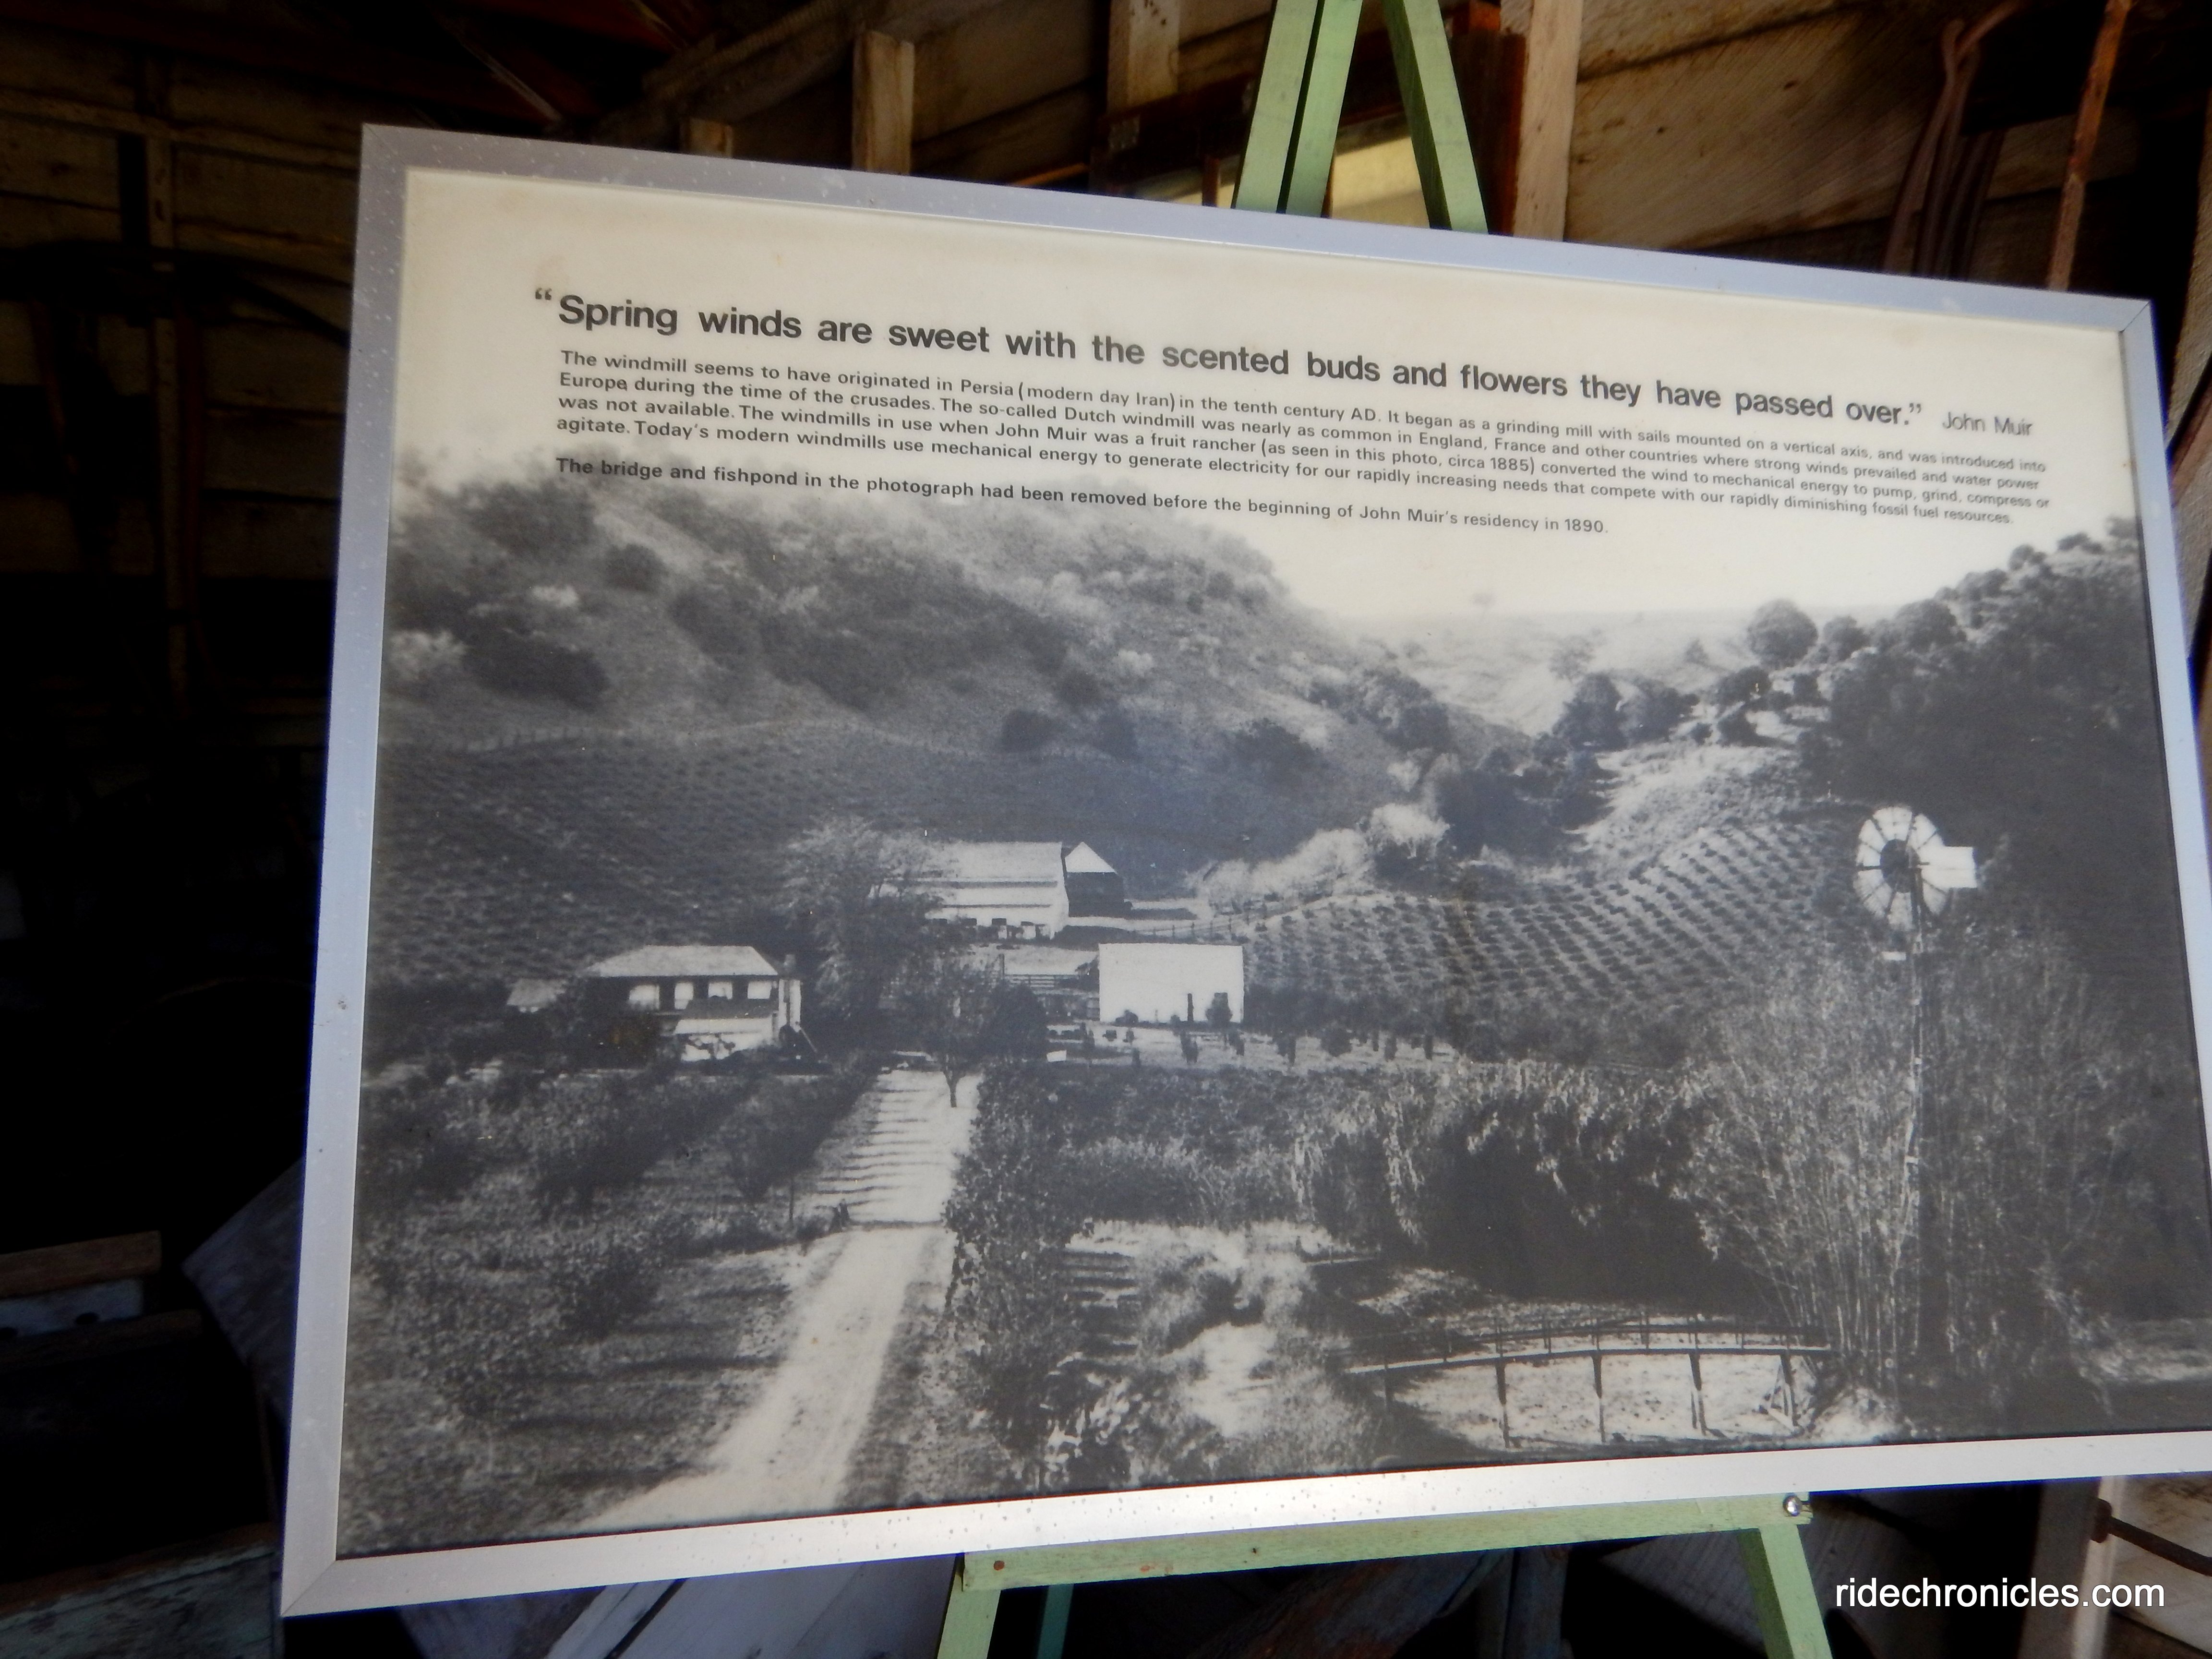 “Spring winds are sweet with the scented buds and flowers they have passed over.” John Muir
The windmill seems to have originated in Persia (modern day Iran) in the tenth century AD. It began as a grinding mill with sails mounted on a vertical axis, and was introduced into
Europe, during the time of the crusades. The so-called Dutch windmill was nearly as common in England, France and other countries where strong winds prevailed and water power
was not available. The windmills in use when John Muir was a fruit rancher (as seen in this photo, circa 1885) converted the wind to mechanical energy to pump, grind, compress or
agitate. Today's modern windmills use mechanical energy to generate electricity for our rapidly increasing needs that compete with our rapidly diminishing fossil fuel resources.
The bridge and fishpond in the photograph had been removed before the beginning of John Muir's residency in 1890.
ridechronicles.com